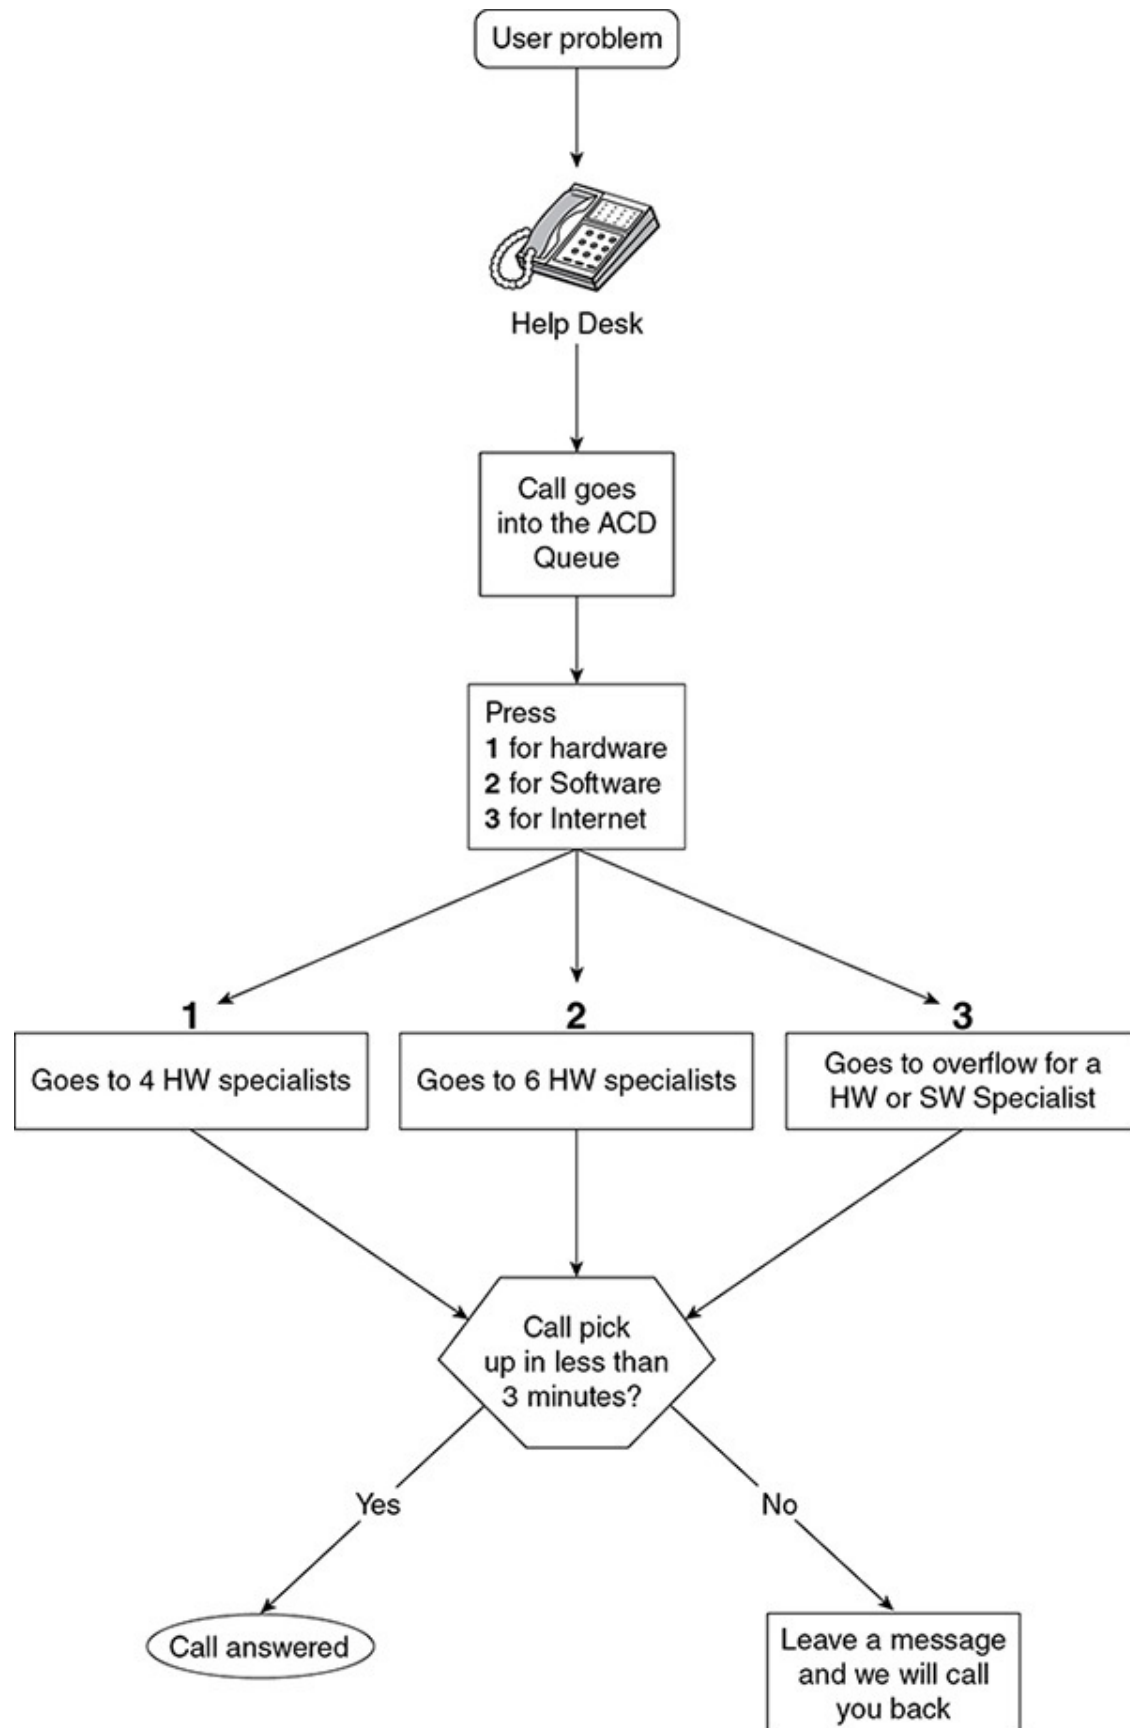 User problem
Help Desk
Call goes
into the ACD
Queue
Press
1 for hardware
2 for Software
3 for Internet
1
2
3
Goes to 4 HW specialists
Goes to 6 HW specialists
Goes to overflow for a
HW or SW Specialist
Call pick
up in less than
3 minutes?
Yes
No
Call answered
Leave a message
and we will call
you back